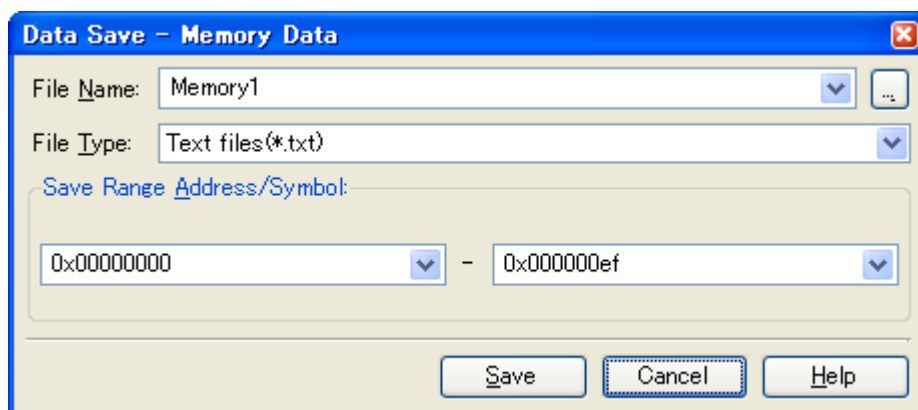 Data Save - Memory Data
File Name: Memory1 ...
File Type: Text files(*.txt)
Save Range Address/Symbol:
0x00000000 - 0x000000ef
Save Cancel Help